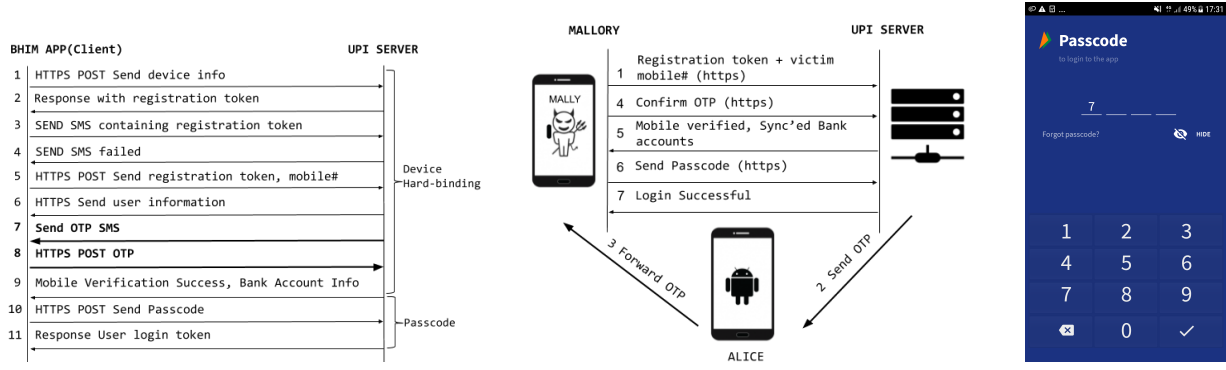 BHIM APP(Client)
UPI SERVER
1 HTTPS POST Send device info
2 Response with registration token
3 SEND SMS containing registration token
4 SEND SMS failed
5 HTTPS POST Send registration token, mobile#
6 HTTPS Send user information
7 Send OTP SMS
8 HTTPS POST OTP
9 Mobile Verification Success, Bank Account Info
10 HTTPS POST Send Passcode
11 Response User login token
Device
Hard-binding
Passcode
MALLORY
UPI SERVER
MALLY
1 Registration token + victim
mobile# (https)
4 Confirm OTP (https)
5 Mobile verified, Sync'ed Bank
accounts
6 Send Passcode (https)
7 Login Successful
3 Forward OTP
2 Send OTP
ALICE
49% 17:31
Passcode
to login to the app
7
Forgot passcode?
HIDE
1 2 3
4 5 6
7 8 9
0